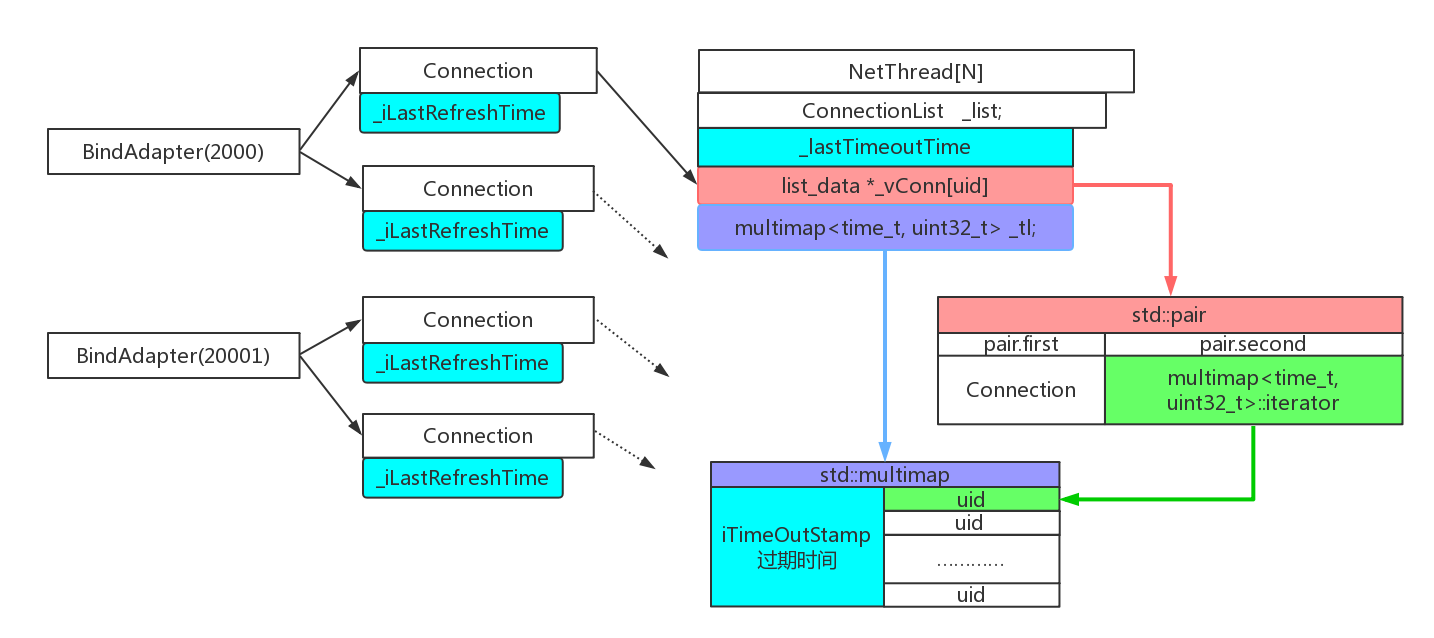 BindAdapter(2000)
Connection
_iLastRefreshTime
Connection
_iLastRefreshTime
BindAdapter(20001)
Connection
_iLastRefreshTime
Connection
_iLastRefreshTime
NetThread[N]
ConnectionList _list;
_lastTimeoutTime
list_data *_vConn[uid]
multimap<time_t, uint32_t> _tl;
std::pair
pair.first
pair.second
Connection
multimap<time_t,
uint32_t>::iterator
std::multimap
iTimeOutStamp
过期时间
uid
uid
…………
uid